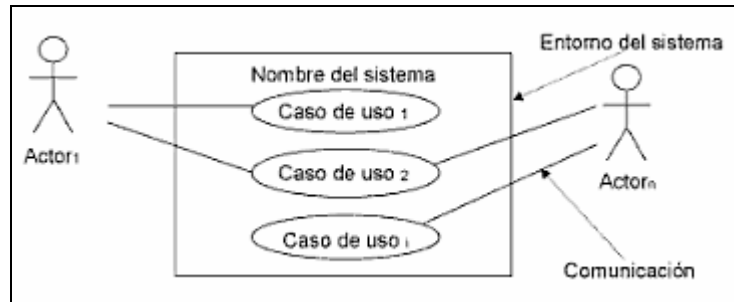 Entorno del sistema
Nombre del sistema
Caso de uso 1
Actor1
Caso de uso 2
Actorn
Caso de uso i
Comunicación